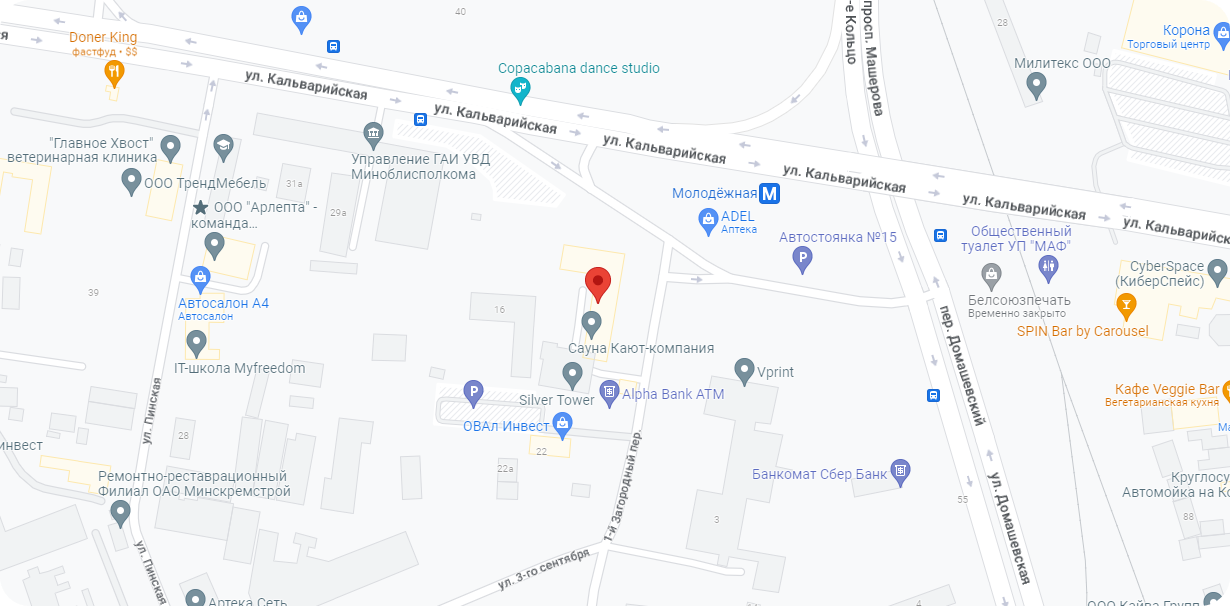 40
28
Doner King
фастфуд • $$
Корона
Торговый центр
-е Кольцо
просп. Машерова
Милитекс ООО
Copacabana dance studio
ул. Кальварийская
ул. Кальварийская
ул. Кальварийская
ул. Кальварийская
ул. Кальварийская
ул. Кальварийск
"Главное Хвост"
ветеринарная клиника
ООО ТрендМебель
31а
29а
Управление ГАИ УВД
Миноблисполкома
ООО "Арлепта" -
команда...
Молодёжная
M
ADEL
Аптека
Автостоянка №15
P
Общественный
туалет УП "МАФ"
Белсоюзпечать
Временно закрыто
CyberSpace
(КиберСпейс)
SPIN Bar by Carousel
39
Автосалон А4
Автосалон
16
Сауна Кают-компания
IT-школа Myfreedom
Silver Tower
Alpha Bank ATM
Vprint
пер. Домашевский
Кафе Veggie Bar
Вегетарианская кухня
P
ОВАл Инвест
22
22а
28
ул. Пинская
инвест
Ремонтно-реставрационный
Филиал ОАО Минскремстрой
1-й Загородный пер.
Банкомат Сбер Банк
3
55
ул. Домашевская
Круглосу
Автомойка на Ко
88
ул. Пинская
ул. 3-го сентября
Аптека Сеть
4
ООО Кайва Групп